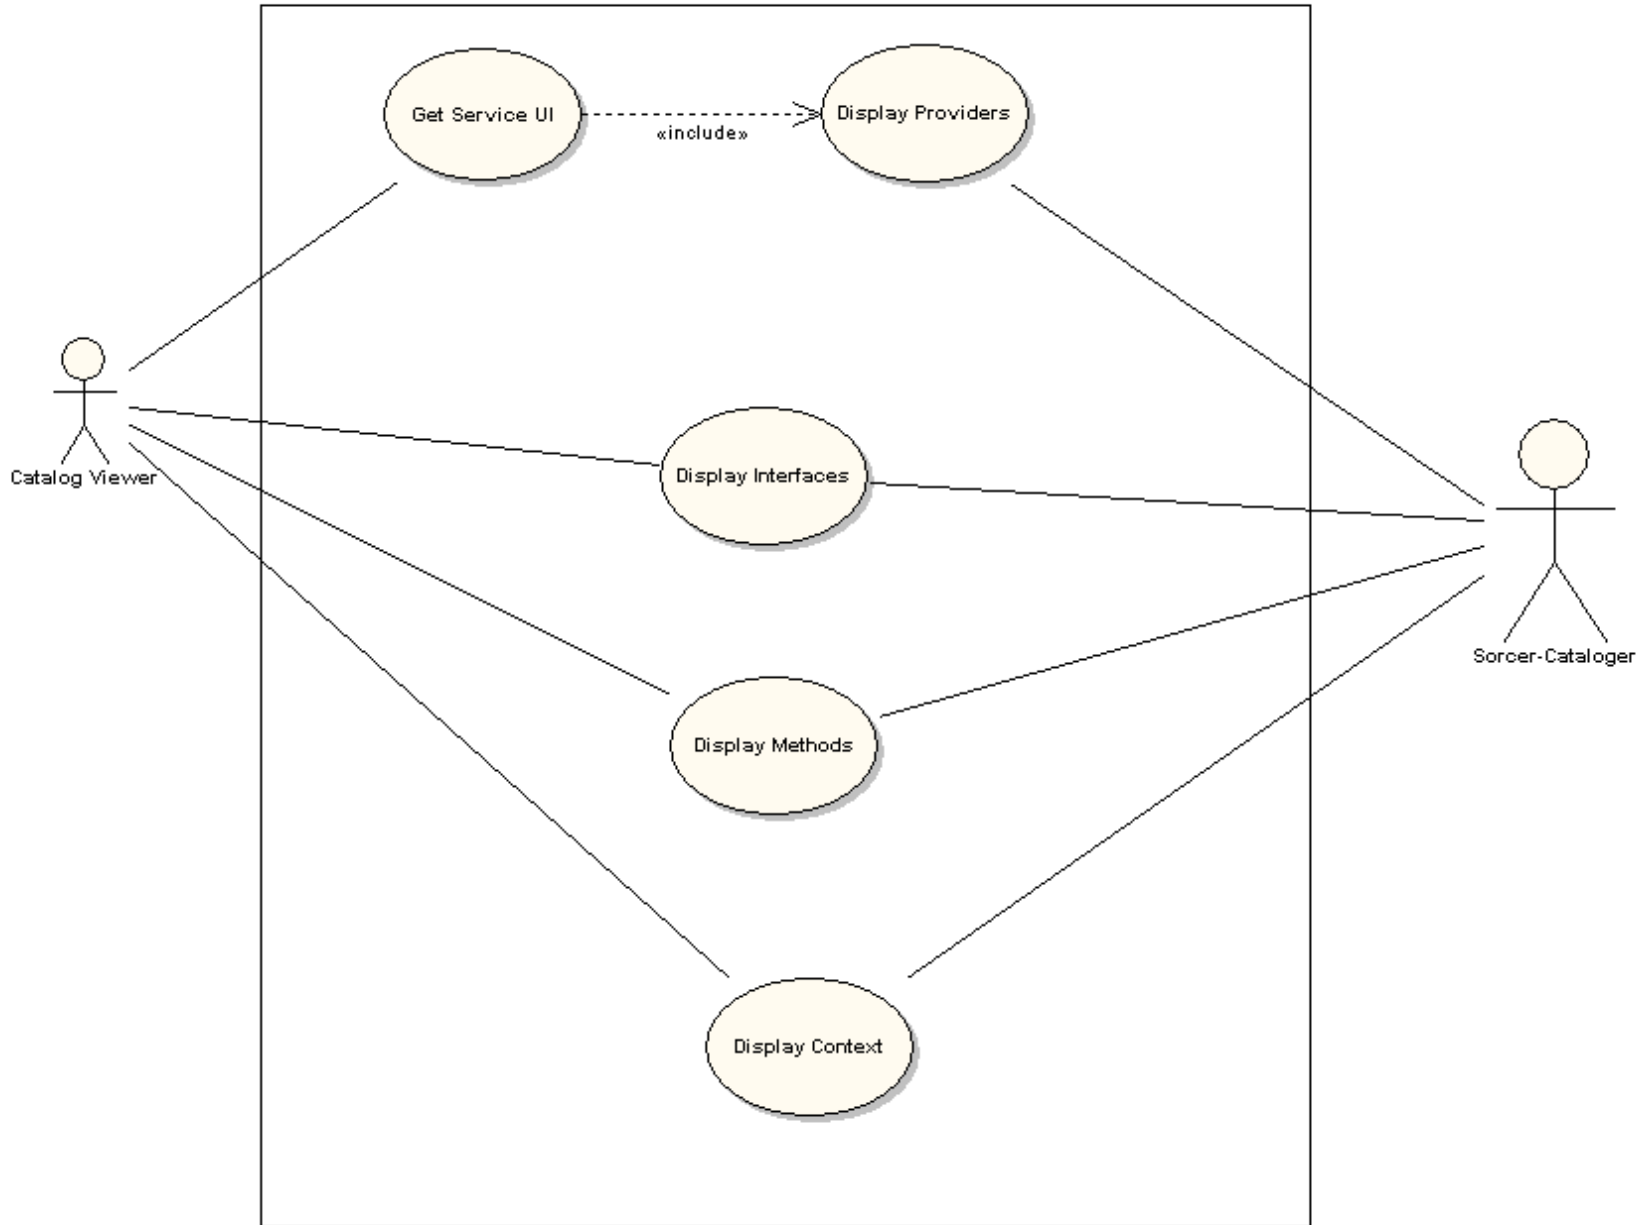 Get Service UI
Display Providers
«include»
Catalog Viewer
Display Interfaces
Sorcer-Cataloger
Display Methods
Display Context